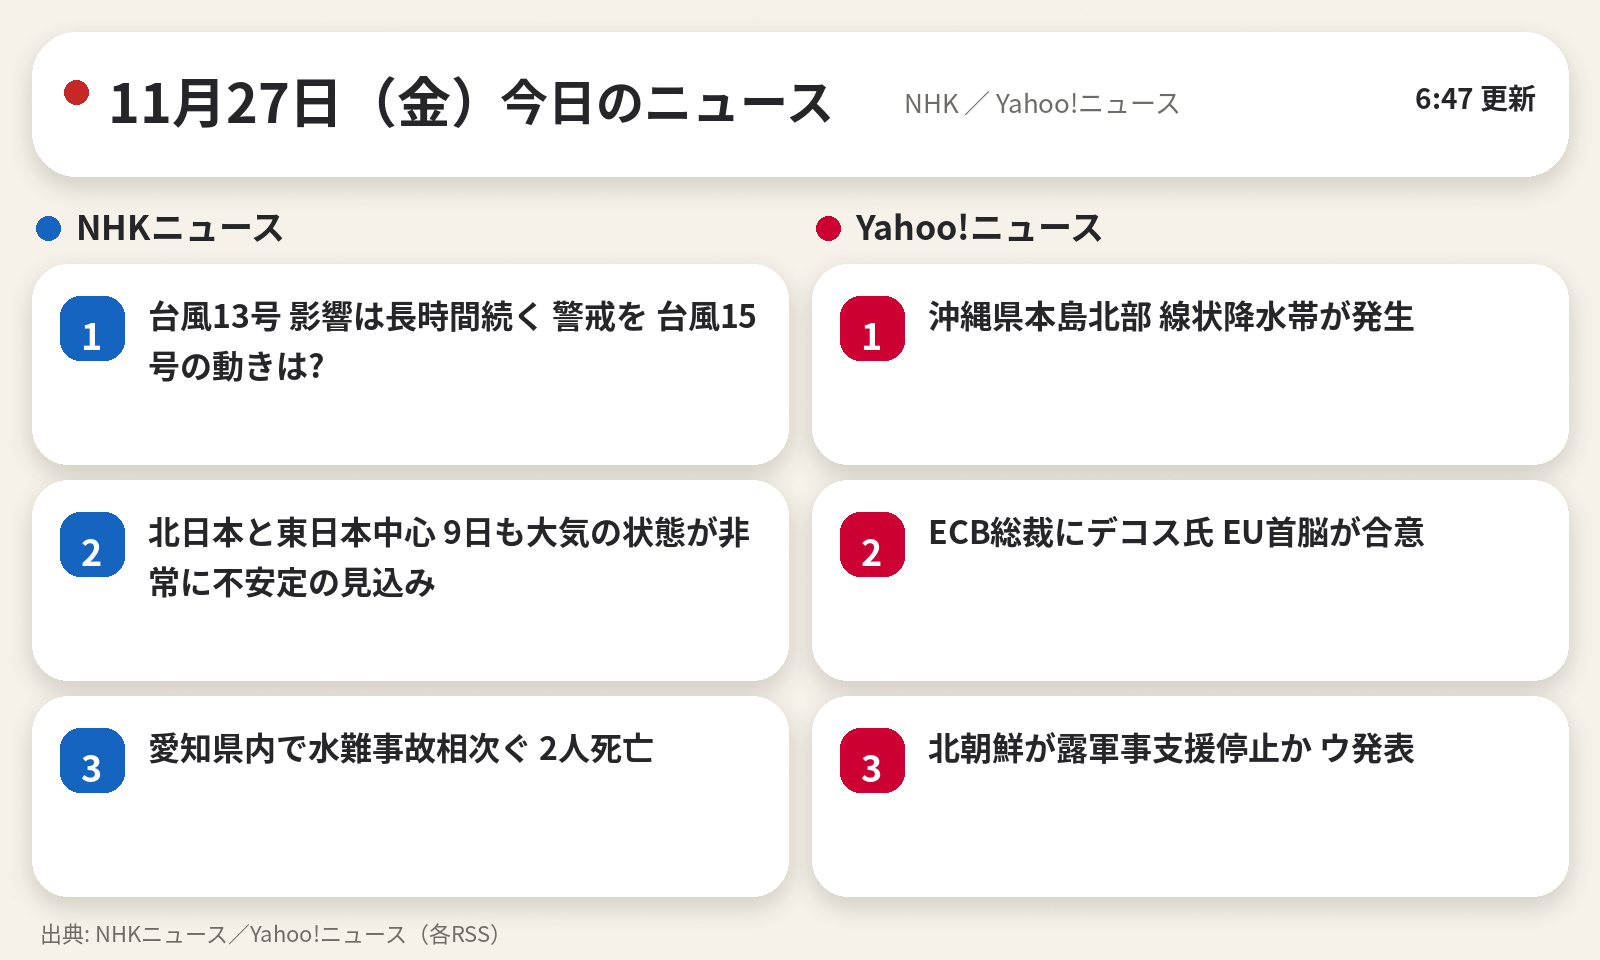 11月27日（金）今日のニュース
NHK ／ Yahoo!ニュース
6:47 更新
NHKニュース
1
台風13号 影響は長時間続く 警戒を 台風15
号の動きは?
2
北日本と東日本中心 9日も大気の状態が非
常に不安定の見込み
3
愛知県内で水難事故相次ぐ 2人死亡
Yahoo!ニュース
1
沖縄県本島北部 線状降水帯が発生
2
ECB総裁にデコス氏 EU首脳が合意
3
北朝鮮が露軍事支援停止か ウ発表
出典: NHKニュース／Yahoo!ニュース（各RSS）